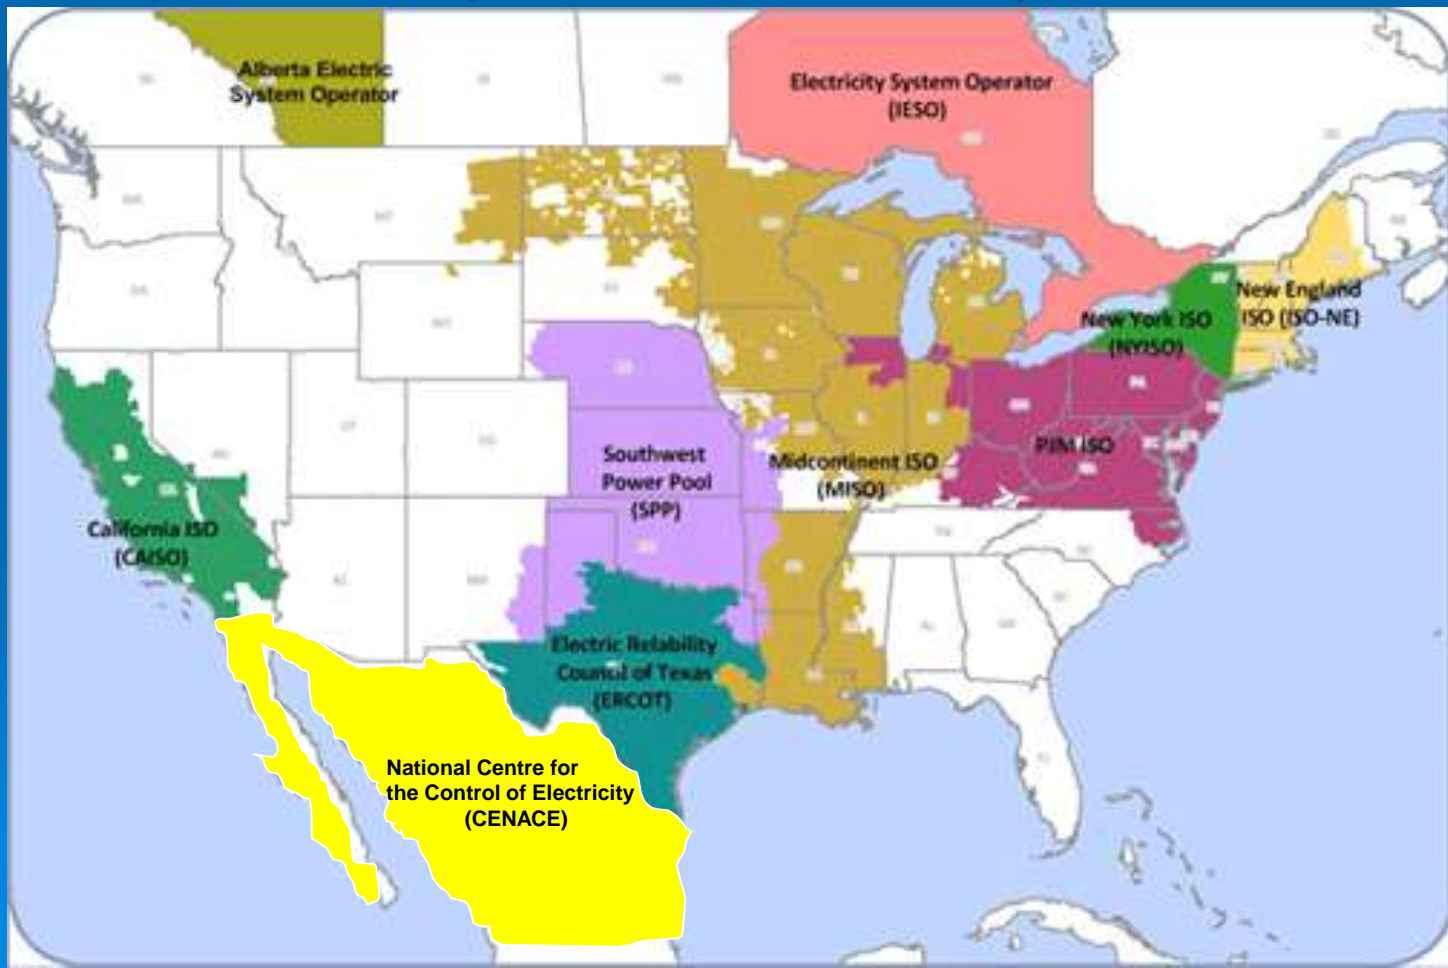 Alberta Electric
System Operator
Electricity System Operator
(IESO)
New England
ISO (ISO-NE)
New York ISO
(NYISO)
PJM ISO
Midcontinent ISO
(MISO)
Southwest
Power Pool
(SPP)
California ISO
(CAISO)
Electric Relability
Council of Texas
(ERCOT)
National Centre for
the Control of Electricity
(CENACE)